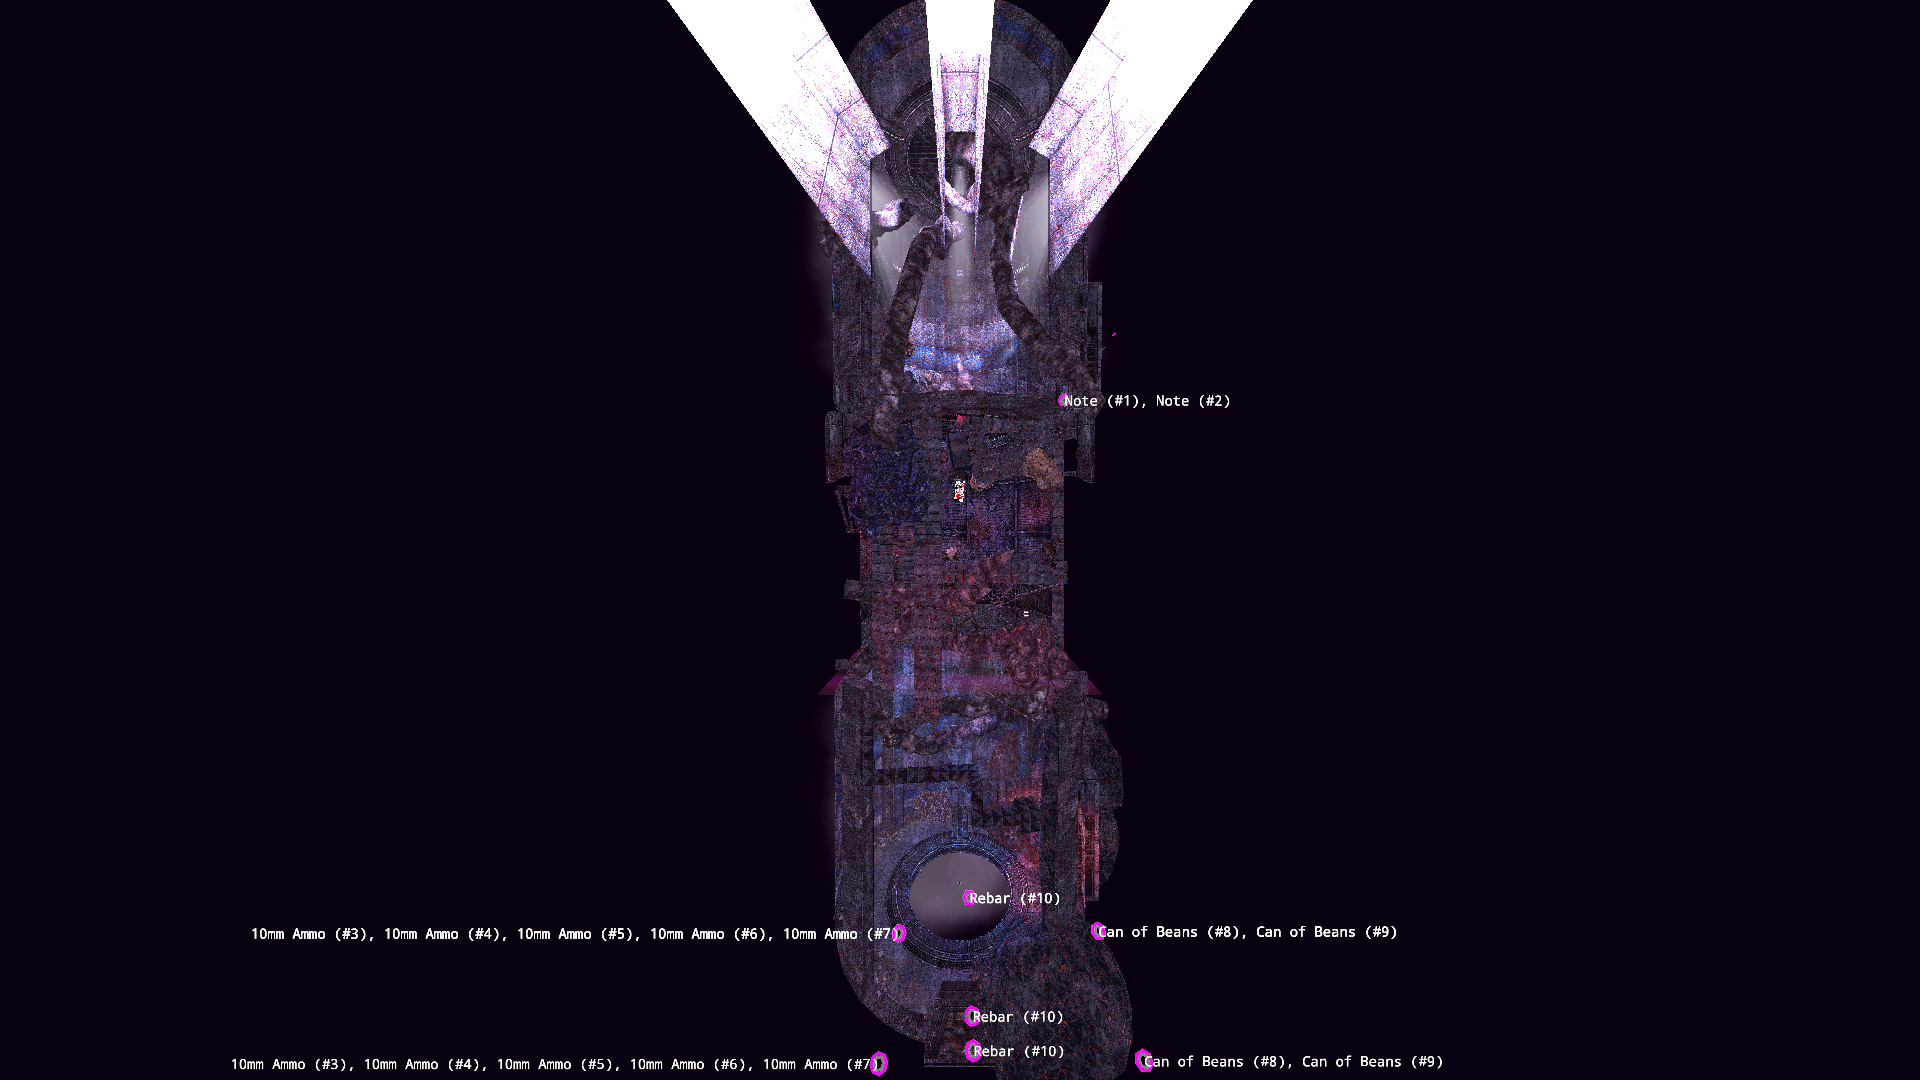 Note (#1), Note (#2)
Rebar (#10)
10mm Ammo (#3), 10mm Ammo (#4), 10mm Ammo (#5), 10mm Ammo (#6), 10mm Ammo (#7)
Can of Beans (#8), Can of Beans (#9)
Rebar (#10)
Rebar (#10)
10mm Ammo (#3), 10mm Ammo (#4), 10mm Ammo (#5), 10mm Ammo (#6), 10mm Ammo (#7)
Can of Beans (#8), Can of Beans (#9)